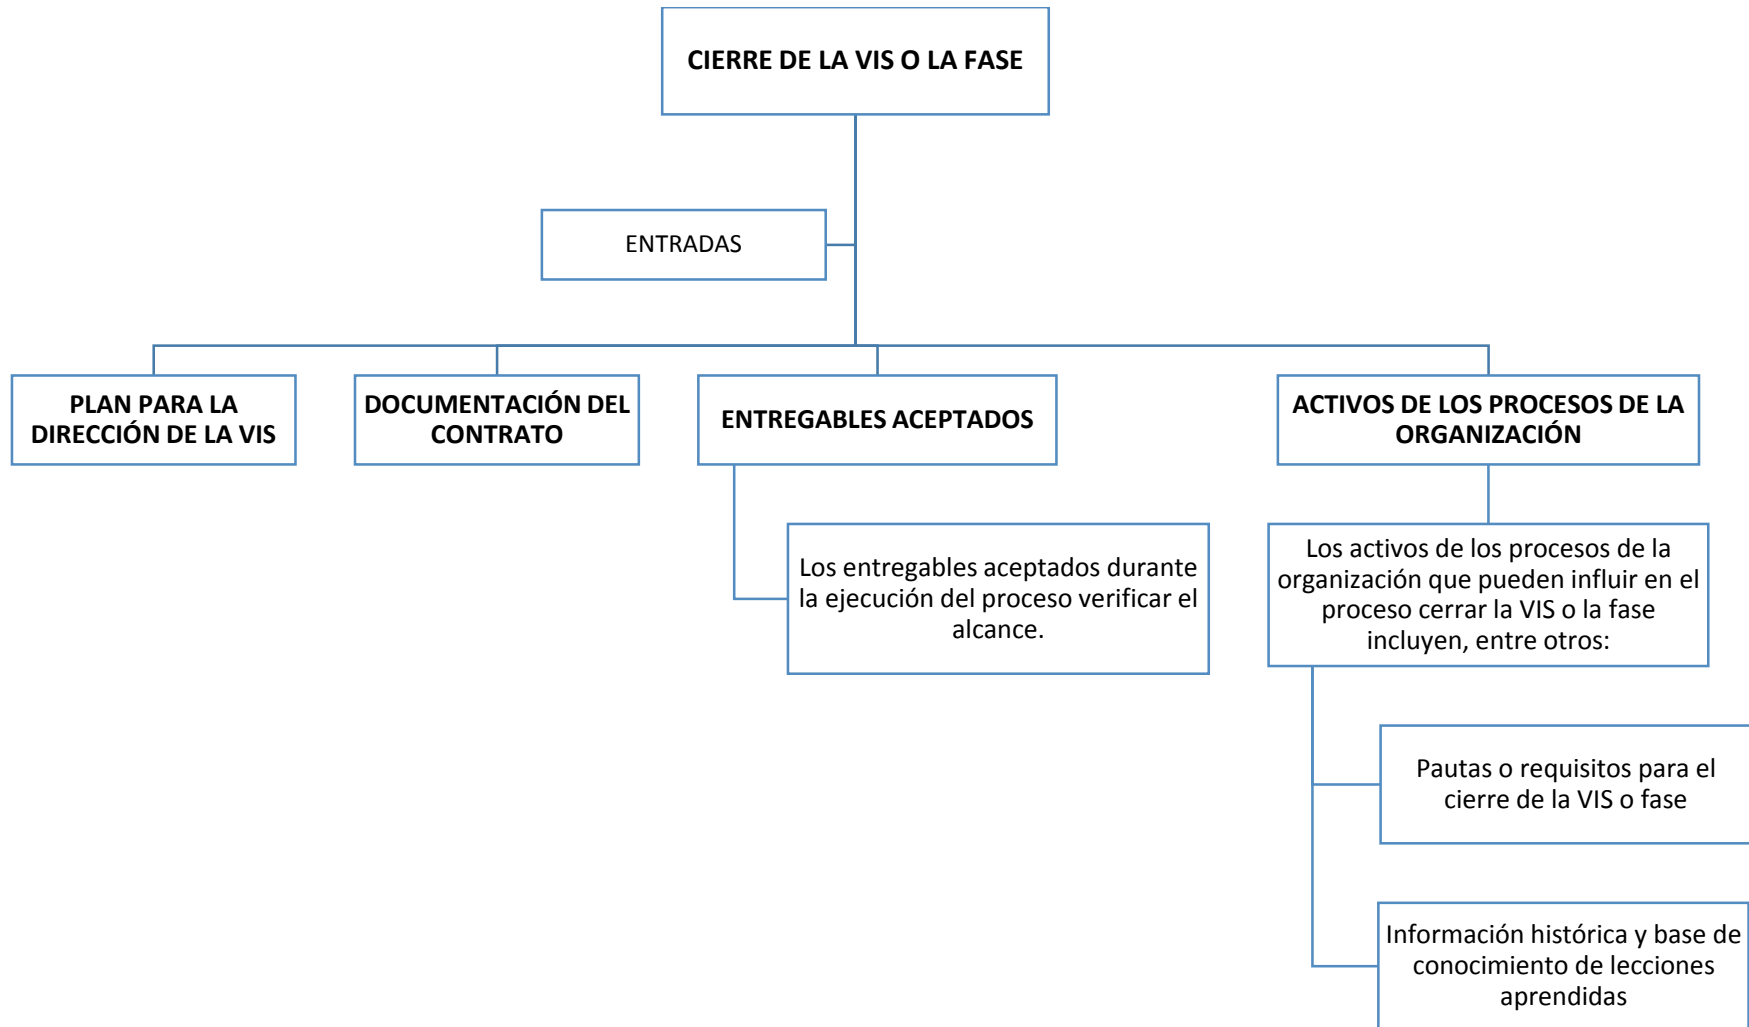 CIERRE DE LA VIS O LA FASE
ENTRADAS
PLAN PARA LA
DIRECCIÓN DE LA VIS
DOCUMENTACIÓN DEL
CONTRATO
ENTREGABLES ACEPTADOS
ACTIVOS DE LOS PROCESOS DE LA
ORGANIZACIÓN
Los entregables aceptados durante
la ejecución del proceso verificar el
alcance.
Los activos de los procesos de la
organización que pueden influir en el
proceso cerrar la VIS o la fase
incluyen, entre otros:
Pautas o requisitos para el
cierre de la VIS o fase
Información histórica y base de
conocimiento de lecciones
aprendidas